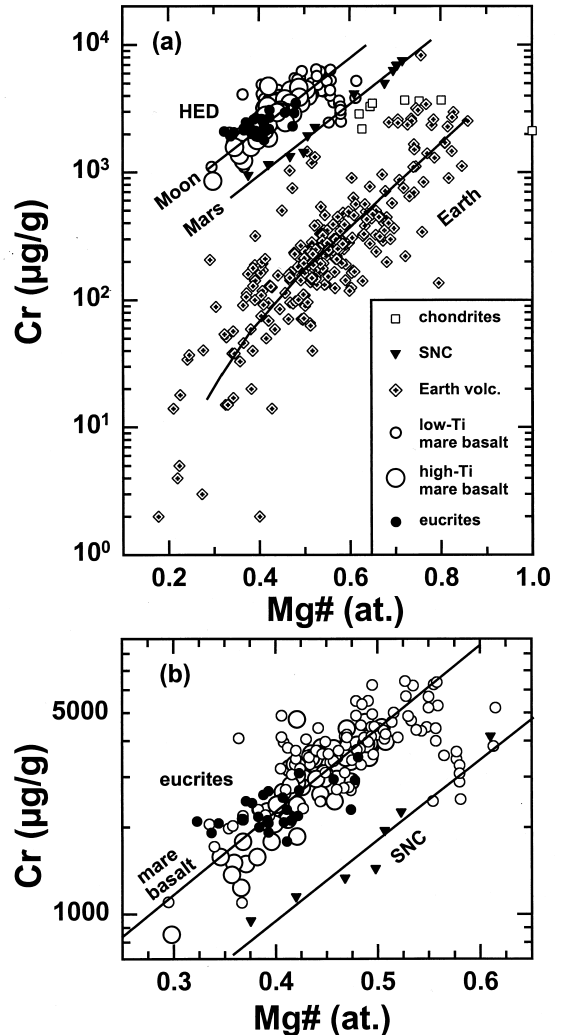 (a)
10⁴
10³
10²
10¹
10⁰
Cr (µg/g)
HED
Moon
Mars
Earth
chondrites
SNC
Earth volc.
low-Ti
mare basalt
high-Ti
mare basalt
eucrites
0.2 0.4 0.6 0.8 1.0
Mg# (at.)
(b)
5000
1000
Cr (µg/g)
eucrites
mare
basalt
SNC
0.3 0.4 0.5 0.6
Mg# (at.)